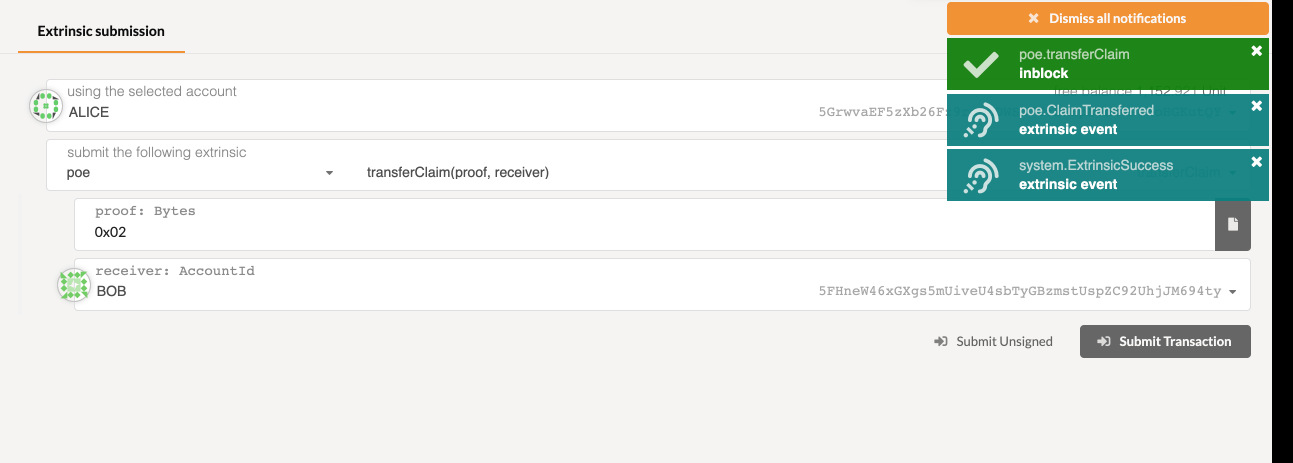 Extrinsic submission
Dismiss all notifications
poe.transferClaim
inblock
poe.ClaimTransferred
extrinsic event
system.ExtrinsicSuccess
extrinsic event
using the selected account
free balance
ALICE
5GrwvaEF5zXb26F
submit the following extrinsic
poe
transferClaim(proof, receiver)
proof: Bytes
0x02
receiver: AccountId
BOB
5FHneW46xGXgs5mUiveU4sbTyGBzmstUspZC92UhjJM694ty
Submit Unsigned
Submit Transaction